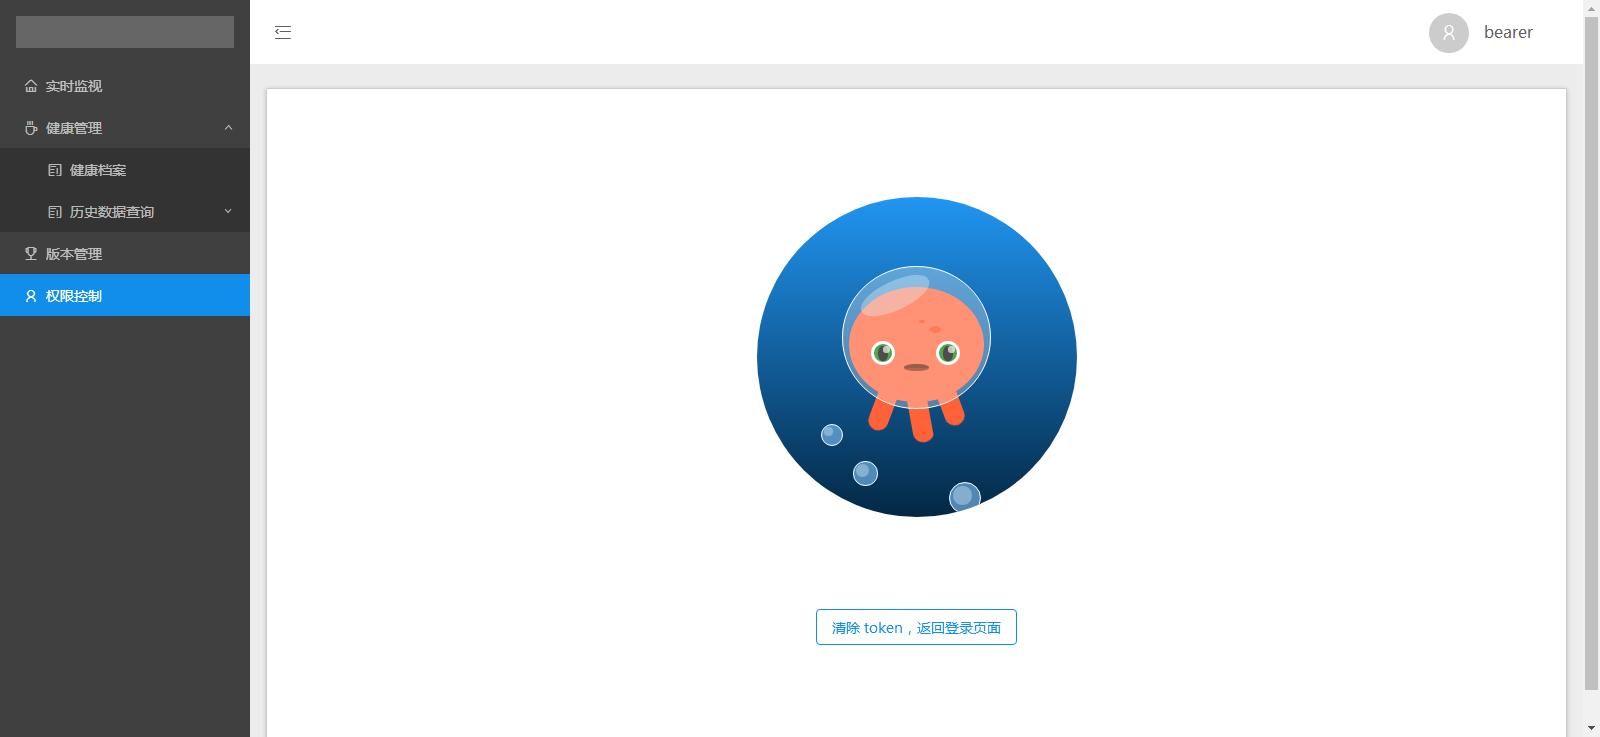 bearer
实时监视
健康管理
健康档案
历史数据查询
版本管理
权限控制
清除 token，返回登录页面